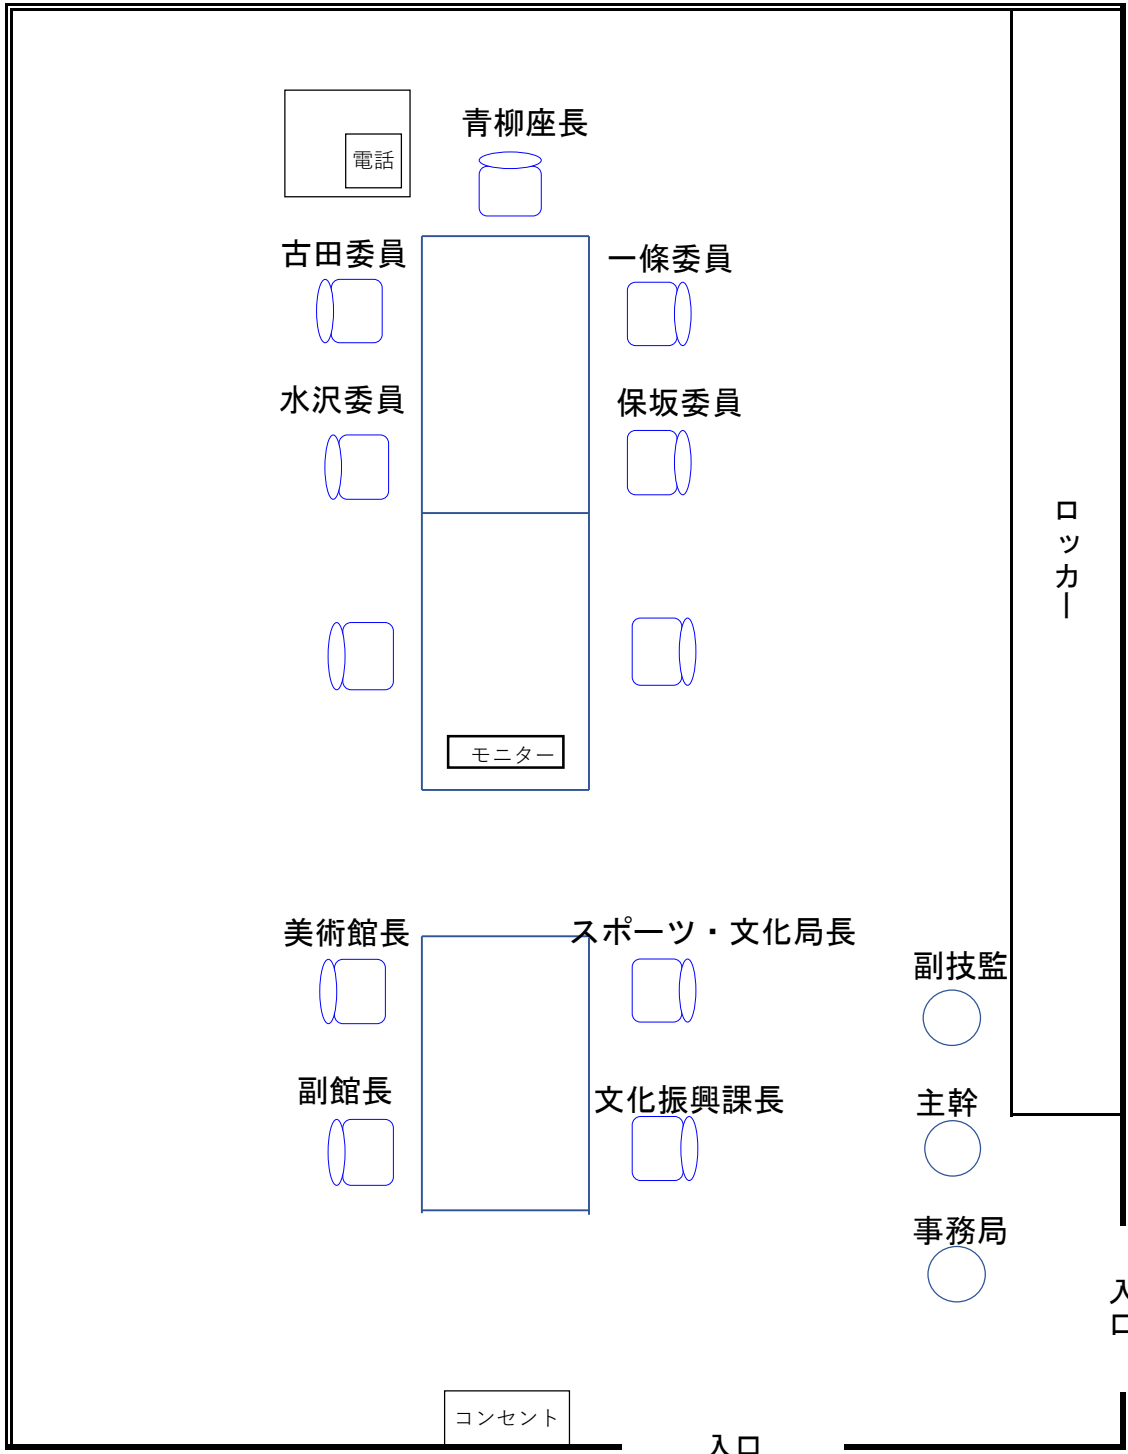 青柳座長
電話
古田委員
一條委員
水沢委員
保坂委員
ロッカー
モニター
美術館長
スポーツ・文化局長
副技監
副館長
文化振興課長
主幹
事務局
入口
コンセント
入口